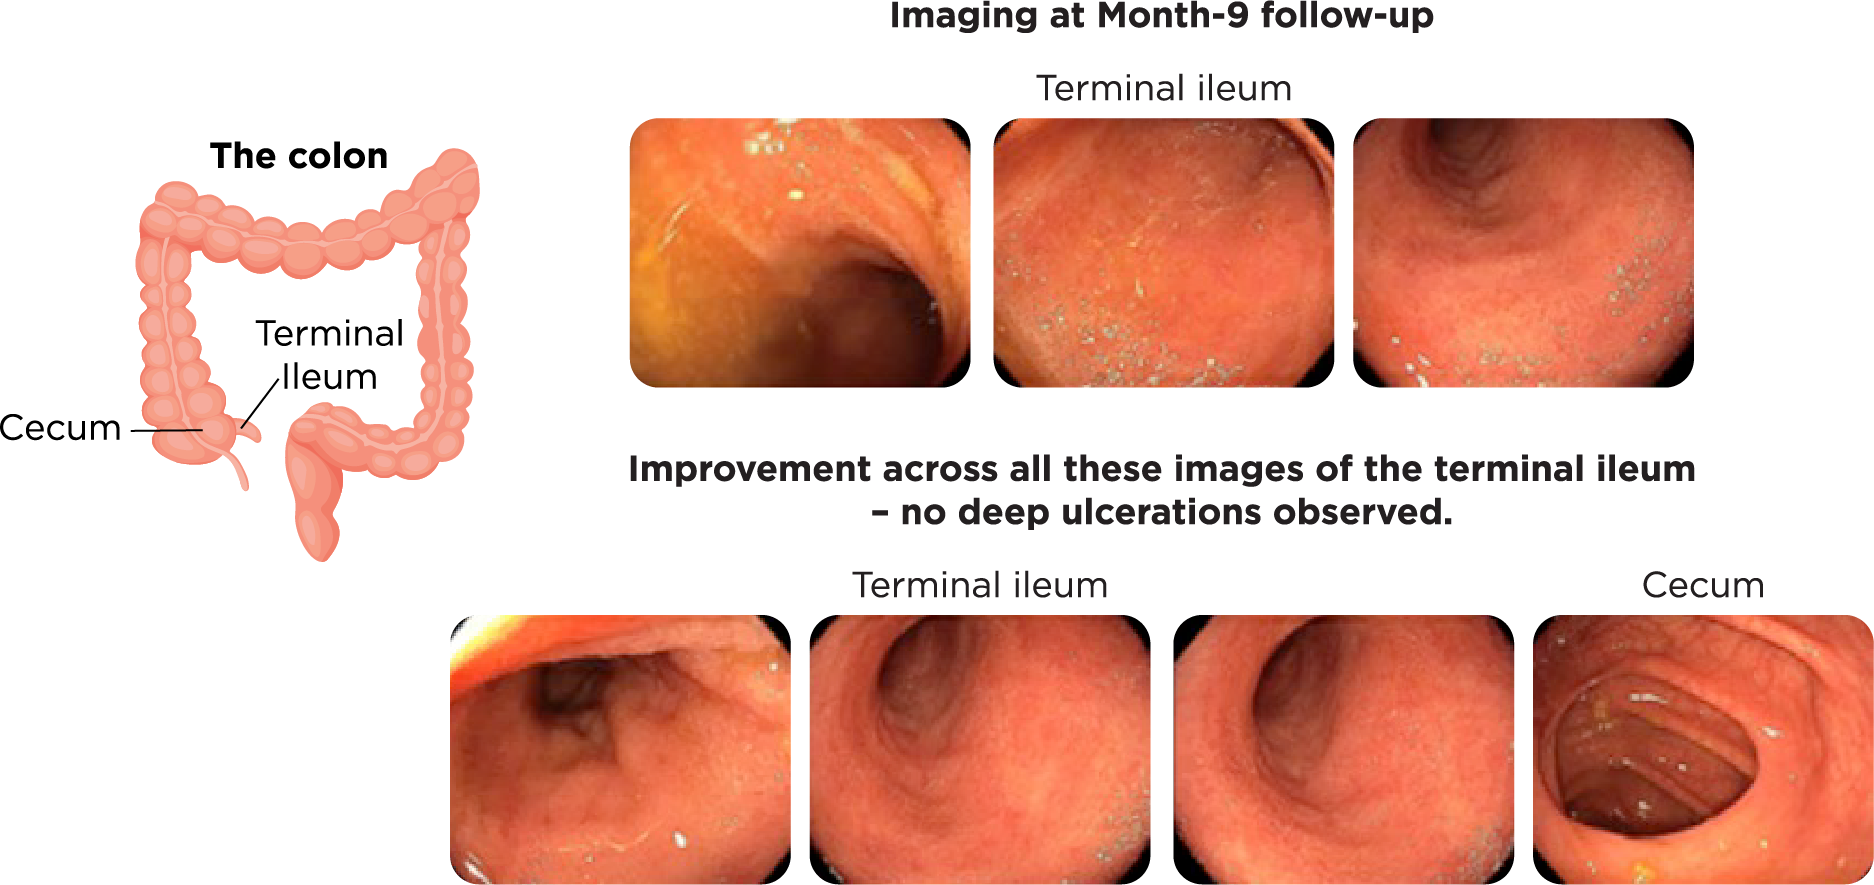 Imaging at Month-9 follow-up
Terminal ileum
The colon
Terminal
Ileum
Cecum
Improvement across all these images of the terminal ileum
– no deep ulcerations observed.
Terminal ileum
Cecum